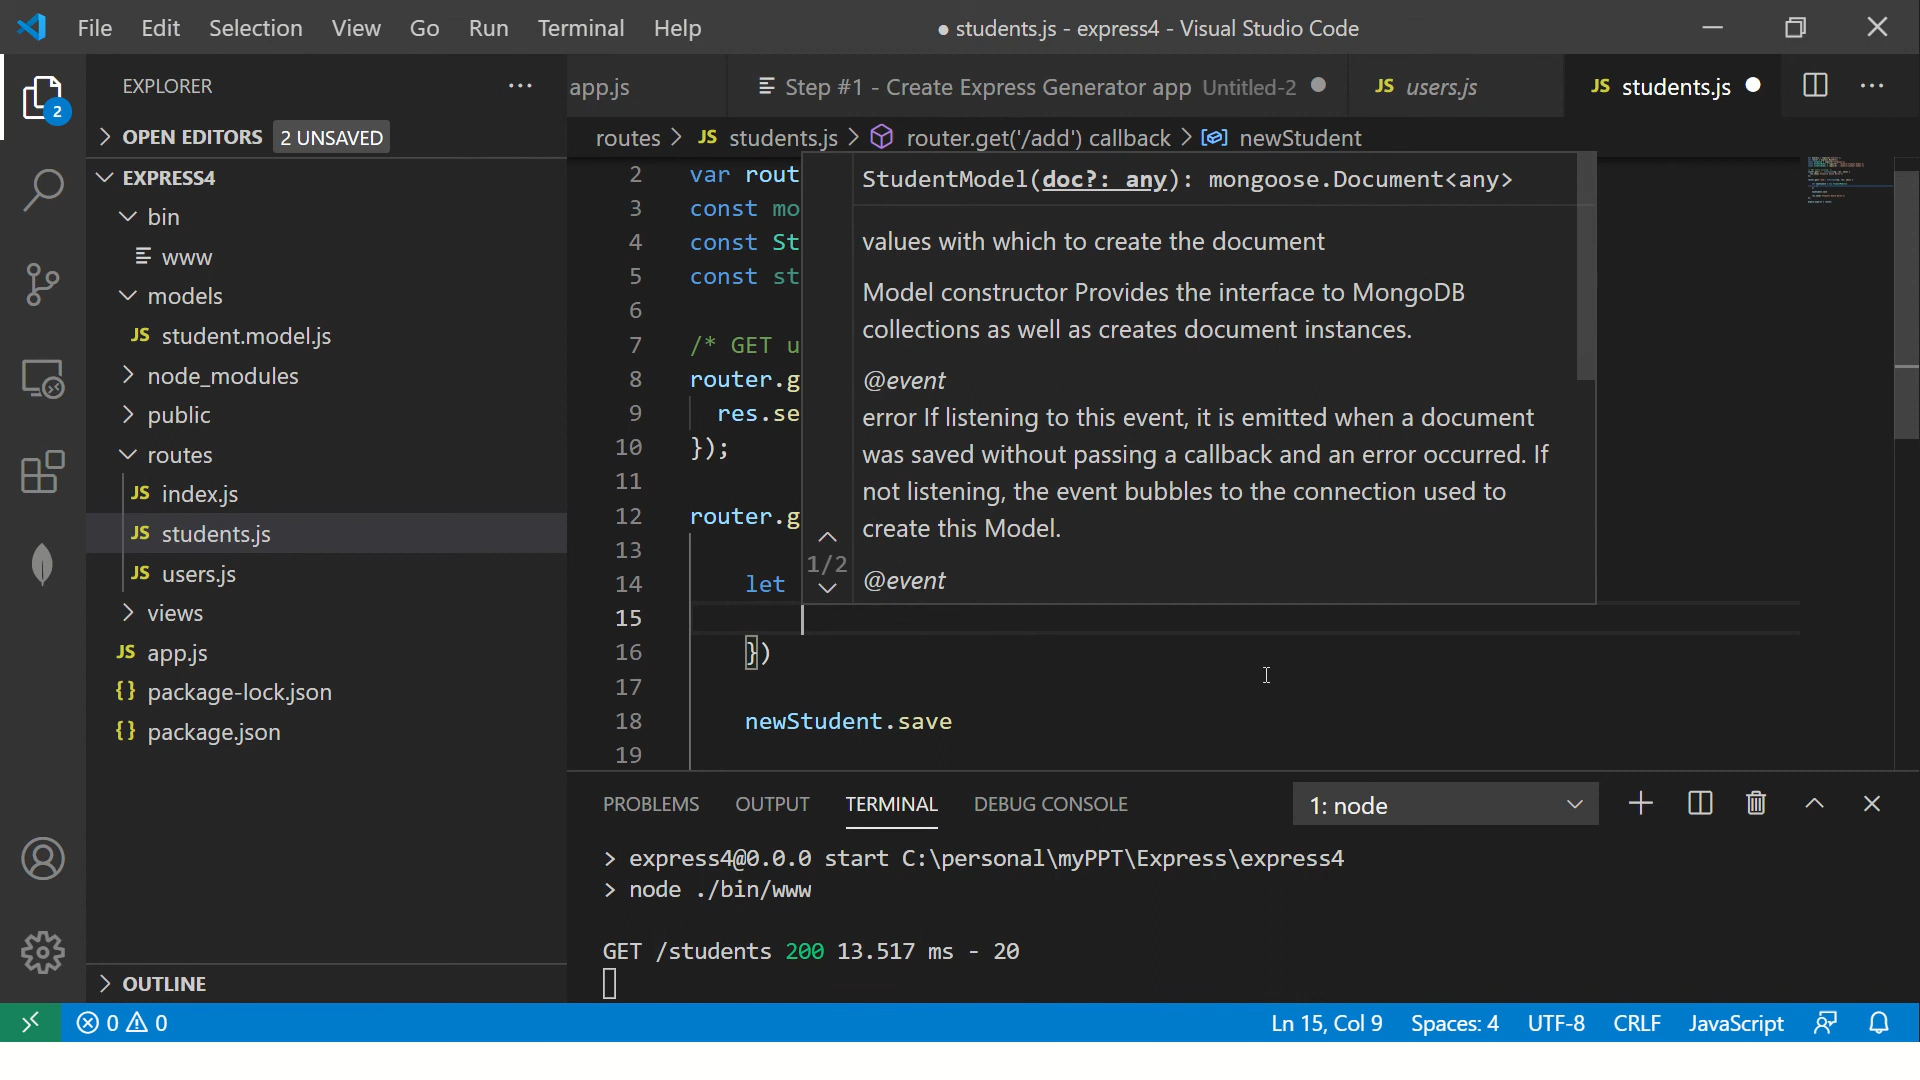 File Edit Selection View Go Run Terminal Help
● students.js - express4 - Visual Studio Code
EXPLORER
app.js
Step #1 - Create Express Generator app Untitled-2
JS users.js
JS students.js
OPEN EDITORS 2 UNSAVED
routes > JS students.js > router.get('/add') callback > newStudent
EXPRESS4
bin
www
models
JS student.model.js
node_modules
public
routes
JS index.js
JS students.js
JS users.js
views
JS app.js
{} package-lock.json
{} package.json
OUTLINE
2
2 var rout
3 const mo
4 const St
5 const st
6
7 /* GET u
8 router.g
9 res.se
10 });
11
12 router.g
13
14 let
15
16 })
17
18 newStudent.save
19
StudentModel(doc?: any): mongoose.Document<any>
values with which to create the document
Model constructor Provides the interface to MongoDB
collections as well as creates document instances.
@event
error If listening to this event, it is emitted when a document
was saved without passing a callback and an error occurred. If
not listening, the event bubbles to the connection used to
create this Model.
1/2
@event
PROBLEMS OUTPUT TERMINAL DEBUG CONSOLE
1: node
> express4@0.0.0 start C:\personal\myPPT\Express\express4
> node ./bin/www
GET /students 200 13.517 ms - 20
0 0
Ln 15, Col 9 Spaces: 4 UTF-8 CRLF JavaScript